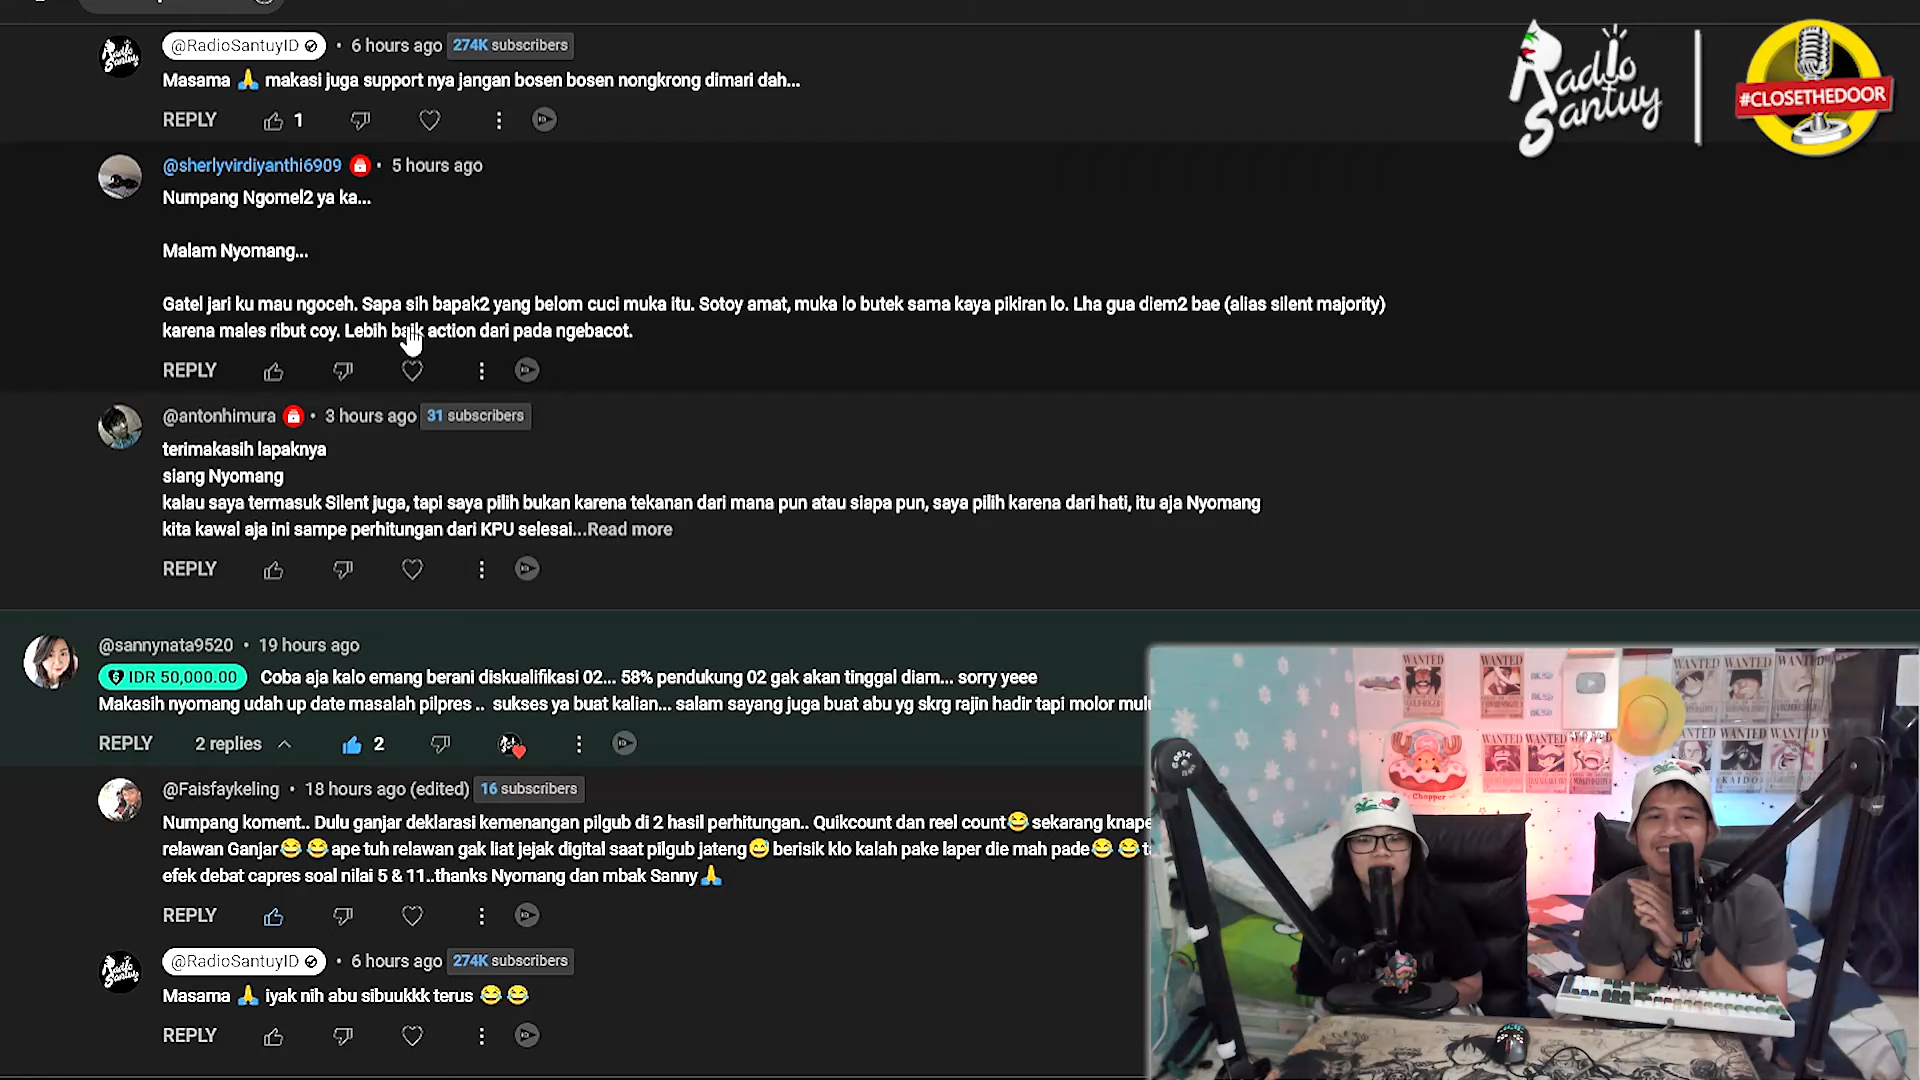 @RadioSantuyID • 6 hours ago 274K subscribers
Masama 🙏 makasi juga support nya jangan bosen bosen nongkrong dimari dah...
REPLY 1
@sherlyvirdiyanthi6909 • 5 hours ago
Numpang Ngomel2 ya ka...
Malam Nyomang...
Gatel jari ku mau ngoceh. Sapa sih bapak2 yang belom cuci muka itu. Sotoy amat, muka lo butek sama kaya pikiran lo. Lha gua diem2 bae (alias silent majority)
karena males ribut coy. Lebih baik action dari pada ngebacot.
REPLY
@antonhimura • 3 hours ago 31 subscribers
terimakasih lapaknya
siang Nyomang
kalau saya termasuk Silent juga, tapi saya pilih bukan karena tekanan dari mana pun atau siapa pun, saya pilih karena dari hati, itu aja Nyomang
kita kawal aja ini sampe perhitungan dari KPU selesai...Read more
REPLY
@sannynata9520 • 19 hours ago
IDR 50,000.00 Coba aja kalo emang berani diskualifikasi 02... 58% pendukung 02 gak akan tinggal diam... sorry yeee
Makasih nyomang udah up date masalah pilpres .. sukses ya buat kalian... salam sayang juga buat abu yg skrg rajin hadir tapi molor mulu
REPLY 2 replies 2
@Faisfaykeling • 18 hours ago (edited) 16 subscribers
Numpang koment.. Dulu ganjar deklarasi kemenangan pilgub di 2 hasil perhitungan.. Quikcount dan reel count😂 sekarang knape
relawan Ganjar😂 😂 ape tuh relawan gak liat jejak digital saat pilgub jateng😅 berisik klo kalah pake laper die mah pade😂 😂
efek debat capres soal nilai 5 & 11..thanks Nyomang dan mbak Sanny🙏
REPLY
@RadioSantuyID • 6 hours ago 274K subscribers
Masama 🙏 iyak nih abu sibuukkk terus 😂 😂
REPLY
Radio
Santuy
#CLOSETHEDOOR
WANTED
WANTED
WANTED
WANTED
WANTED
WANTED
WANTED
Chopper
KAIDO